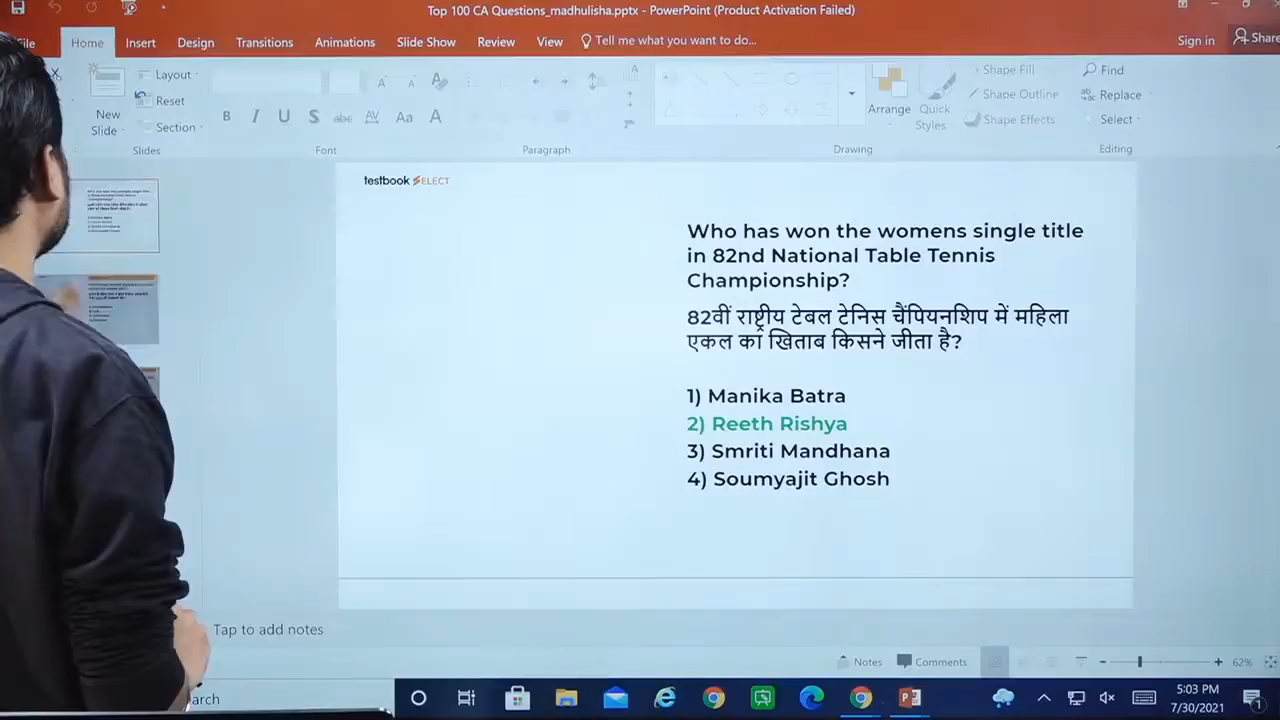 Top 100 CA Questions_madhulisha.pptx - PowerPoint (Product Activation Failed)
File Home Insert Design Transitions Animations Slide Show Review View Tell me what you want to do... Sign in Share
New Slide
Layout
Reset
Section
Slides
B I U S abc AV Aa A
Font
Paragraph
Arrange
Quick Styles
Shape Fill
Shape Outline
Shape Effects
Drawing
Find
Replace
Select
Editing
testbook SELECT
Who has won the womens single title
in 82nd National Table Tennis
Championship?
82वीं राष्ट्रीय टेबल टेनिस चैंपियनशिप में महिला
एकल का खिताब किसने जीता है?
1) Manika Batra
2) Reeth Rishya
3) Smriti Mandhana
4) Soumyajit Ghosh
Tap to add notes
Notes Comments 62%
arch
5:03 PM
7/30/2021